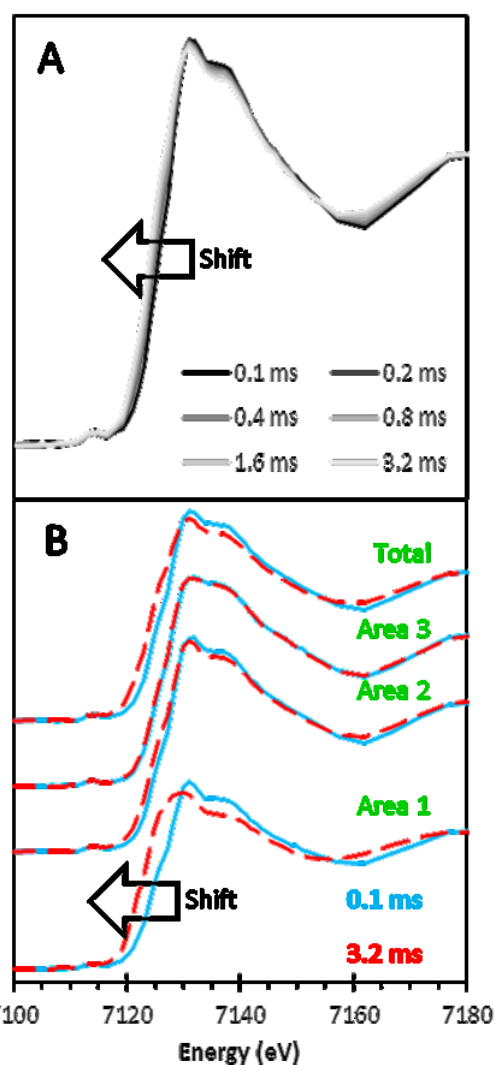 A
Shift
0.1 ms 0.2 ms
0.4 ms 0.8 ms
1.6 ms 3.2 ms
B
Total
Area 3
Area 2
Area 1
Shift
0.1 ms
3.2 ms
7100 7120 7140 7160 7180
Energy (eV)